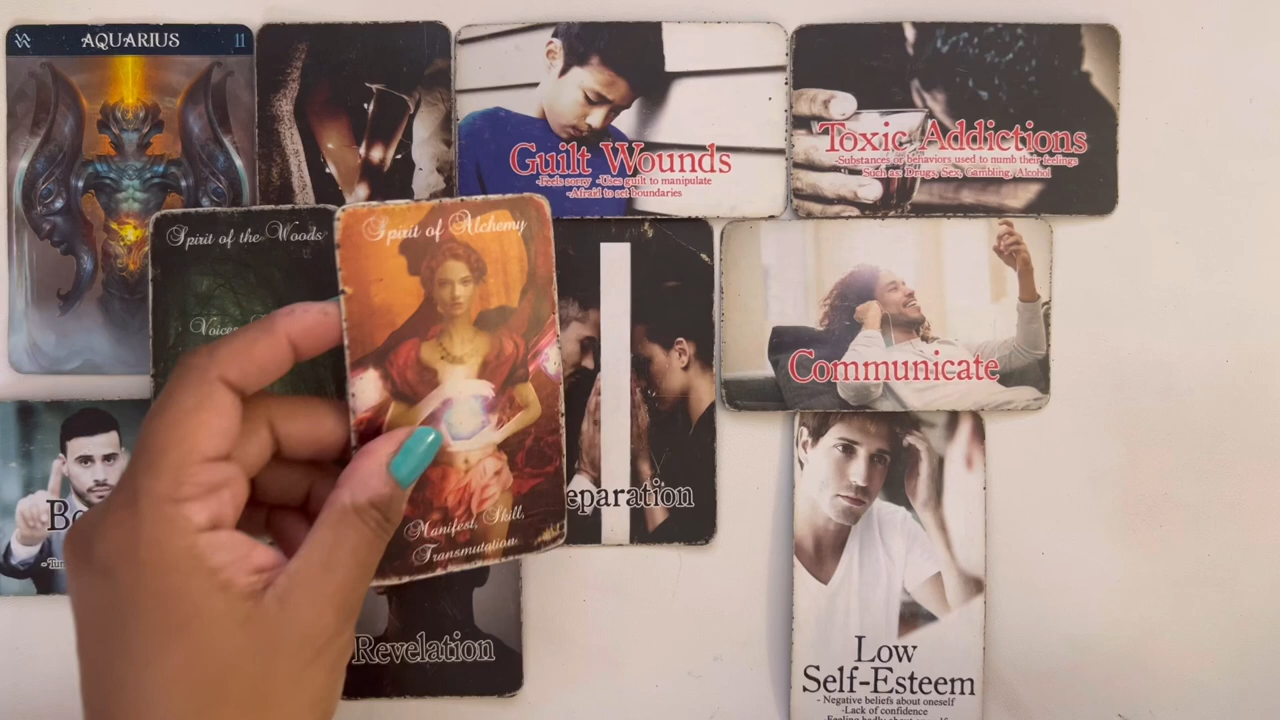 AQUARIUS 11
Guilt Wounds
-Feels sorry -Uses guilt to manipulate
-Afraid to set boundaries
Toxic Addictions
-Substances or behaviors used to numb their feelings
Such as: Drugs, Sex, Gambling, Alcohol
Spirit of the Woods
Spirit of Alchemy
Manifest, Skill,
Transmutation
eparation
Communicate
Revelation
Low
Self-Esteem
- Negative beliefs about oneself
-Lack of confidence